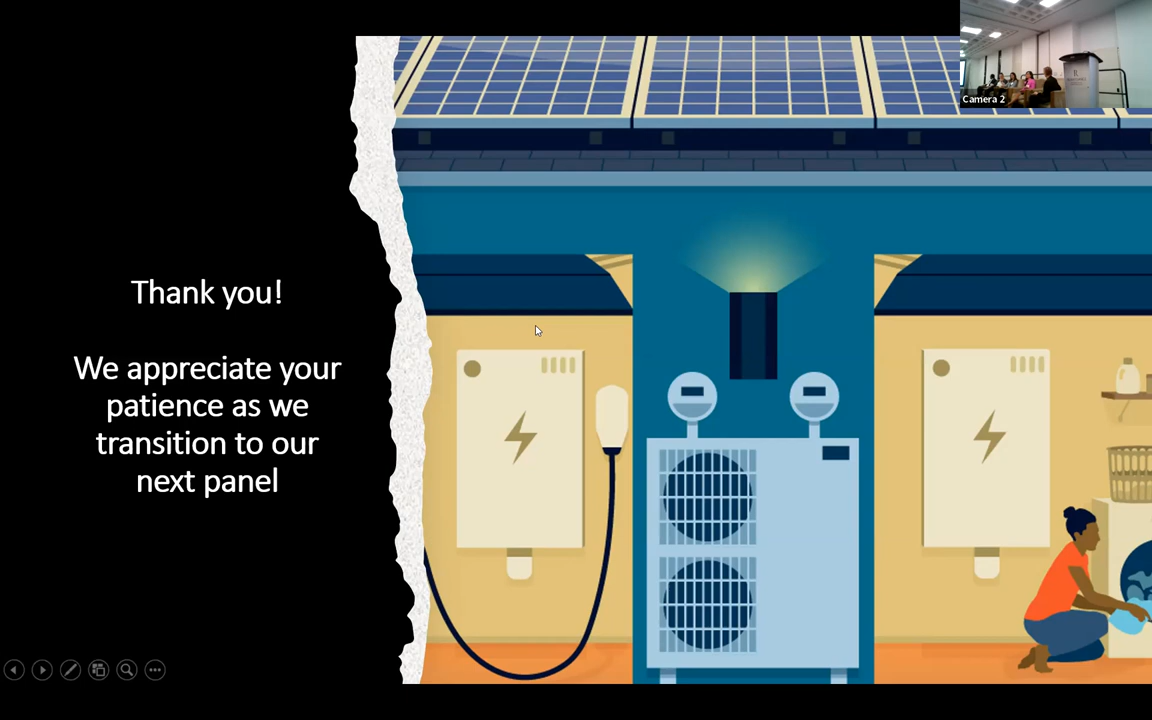 Thank you!
We appreciate your
patience as we
transition to our
next panel
Camera 2